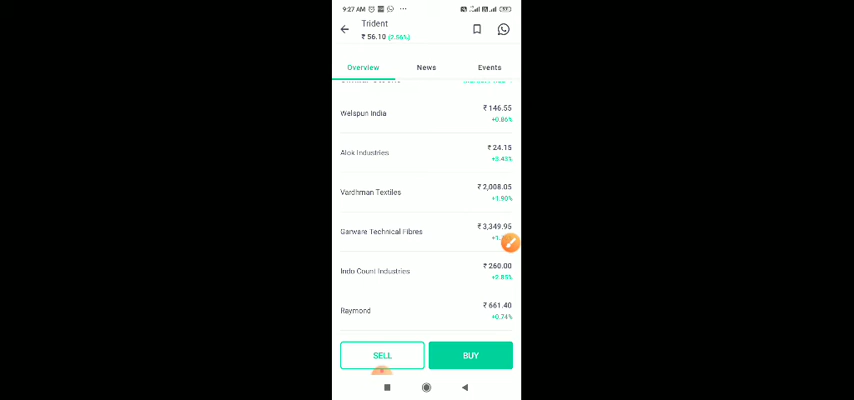 9:27 AM
Trident
₹ 56.10 (2.56%)
Overview News Events
Welspun India ₹ 146.55
+0.86%
Alok Industries ₹ 24.15
+3.43%
Vardhman Textiles ₹ 2,008.05
+1.90%
Garware Technical Fibres ₹ 3,349.95
Indo Count Industries ₹ 260.00
+2.85%
Raymond ₹ 661.40
+0.74%
SELL BUY